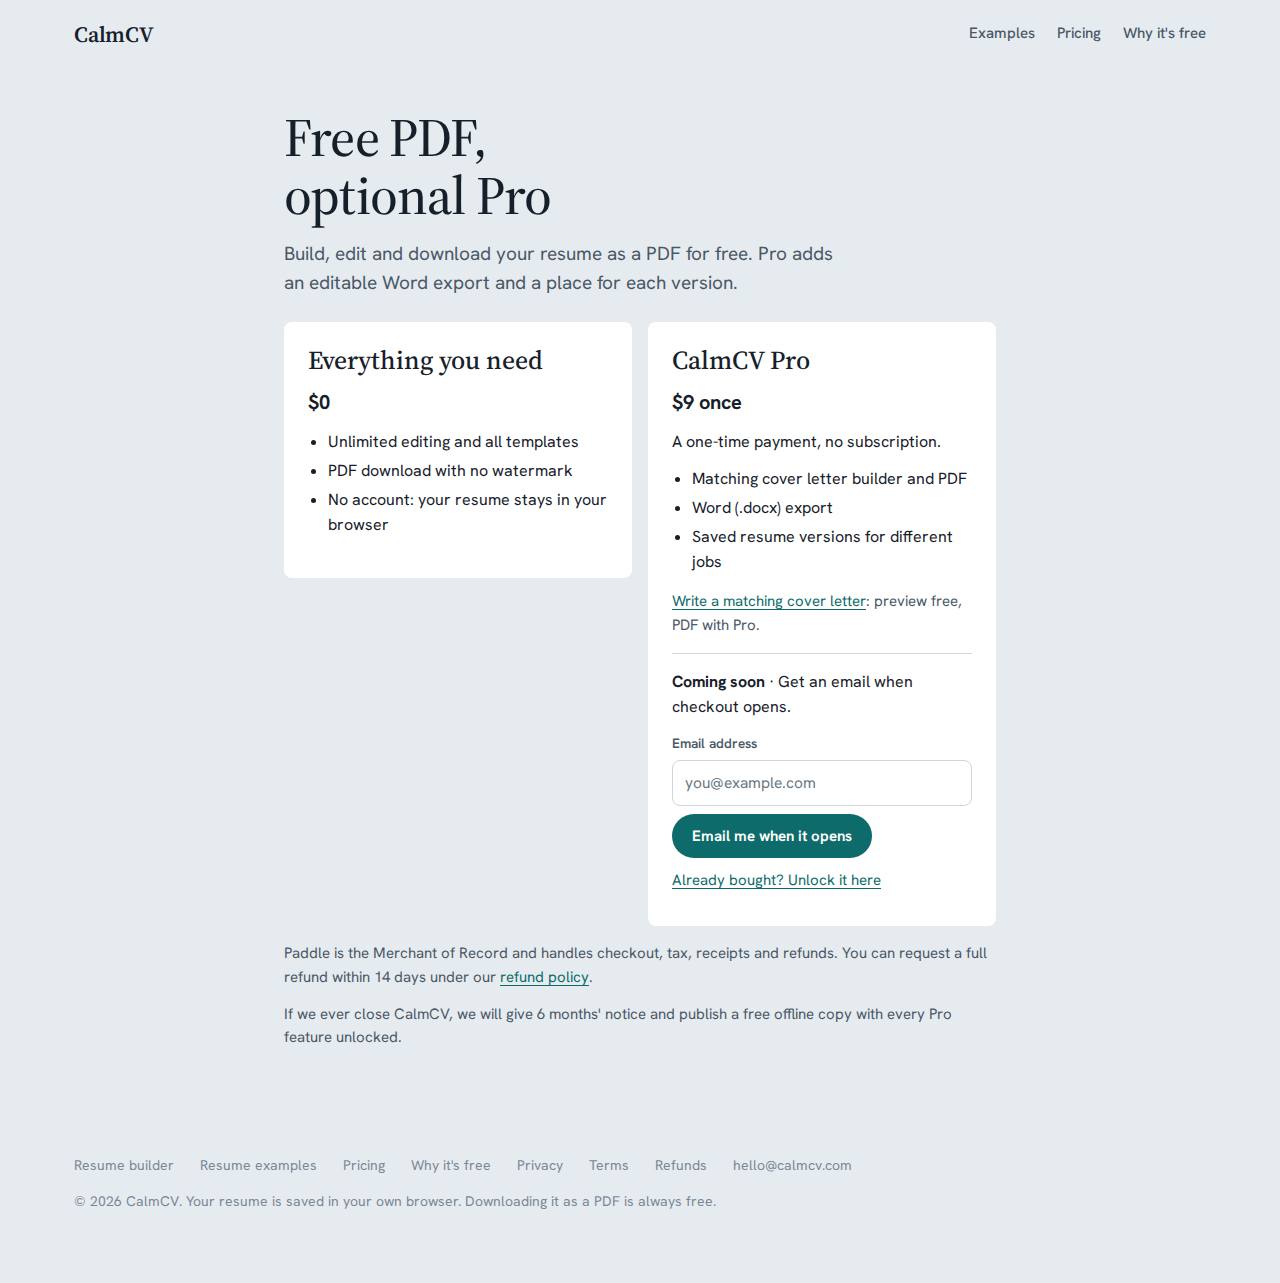 CalmCV
Examples Pricing Why it's free
Free PDF,
optional Pro
Build, edit and download your resume as a PDF for free. Pro adds
an editable Word export and a place for each version.
Everything you need
$0
• Unlimited editing and all templates
• PDF download with no watermark
• No account: your resume stays in your
browser
CalmCV Pro
$9 once
A one-time payment, no subscription.
• Matching cover letter builder and PDF
• Word (.docx) export
• Saved resume versions for different
jobs
Write a matching cover letter: preview free,
PDF with Pro.
Coming soon · Get an email when
checkout opens.
Email address
you@example.com
Email me when it opens
Already bought? Unlock it here
Paddle is the Merchant of Record and handles checkout, tax, receipts and refunds. You can request a full
refund within 14 days under our refund policy.
If we ever close CalmCV, we will give 6 months' notice and publish a free offline copy with every Pro
feature unlocked.
Resume builder Resume examples Pricing Why it's free Privacy Terms Refunds hello@calmcv.com
© 2026 CalmCV. Your resume is saved in your own browser. Downloading it as a PDF is always free.